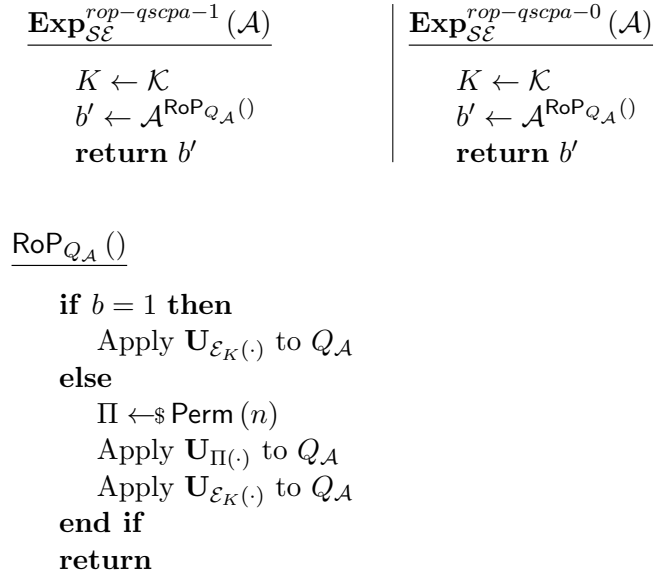 Exp^{rop-qscpa-1}_{𝒮ℰ} (𝒜)
K ← 𝒦
b′ ← 𝒜^{RoP_{Q_𝒜}()}
return b′
Exp^{rop-qscpa-0}_{𝒮ℰ} (𝒜)
K ← 𝒦
b′ ← 𝒜^{RoP_{Q_𝒜}()}
return b′
RoP_{Q_𝒜} ()
if b = 1 then
Apply U_{ℰ_K(·)} to Q_𝒜
else
Π ←$ Perm (n)
Apply U_{Π(·)} to Q_𝒜
Apply U_{ℰ_K(·)} to Q_𝒜
end if
return